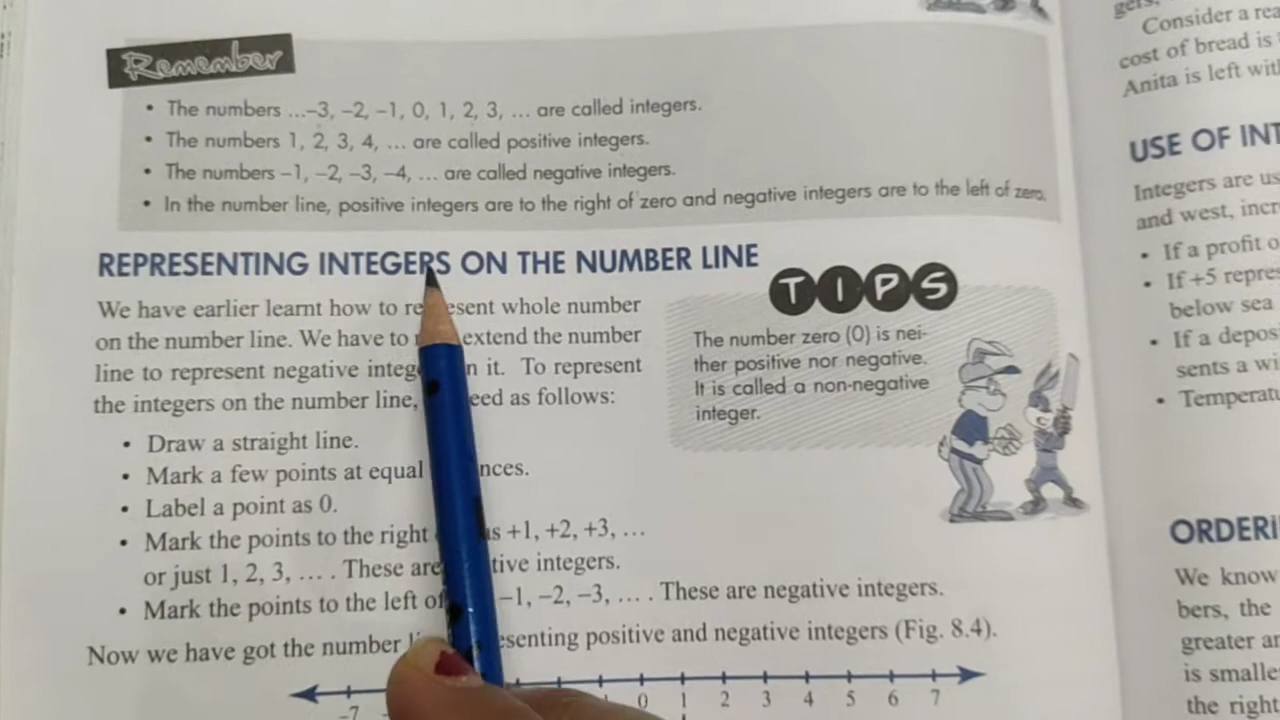 Remember
• The numbers ...–3, –2, –1, 0, 1, 2, 3, ... are called integers.
• The numbers 1, 2, 3, 4, ... are called positive integers.
• The numbers –1, –2, –3, –4, ... are called negative integers.
• In the number line, positive integers are to the right of zero and negative integers are to the left of zero.
REPRESENTING INTEGERS ON THE NUMBER LINE
We have earlier learnt how to re esent whole number
on the number line. We have to extend the number
line to represent negative integ n it. To represent
the integers on the number line, eed as follows:
• Draw a straight line.
• Mark a few points at equal nces.
• Label a point as 0.
• Mark the points to the right as +1, +2, +3, ...
or just 1, 2, 3, ... . These are tive integers.
• Mark the points to the left of –1, –2, –3, ... . These are negative integers.
Now we have got the number esenting positive and negative integers (Fig. 8.4).
–7 0 1 2 3 4 5 6 7
TIPS
The number zero (0) is nei-
ther positive nor negative.
It is called a non-negative
integer.
Consider a rea
cost of bread is
Anita is left wit
USE OF INT
Integers are us
and west, incr
• If a profit o
• If +5 repres
below sea
• If a depos
sents a wi
• Temperatu
ORDERI
We know
bers, the
greater an
is smalle
the right